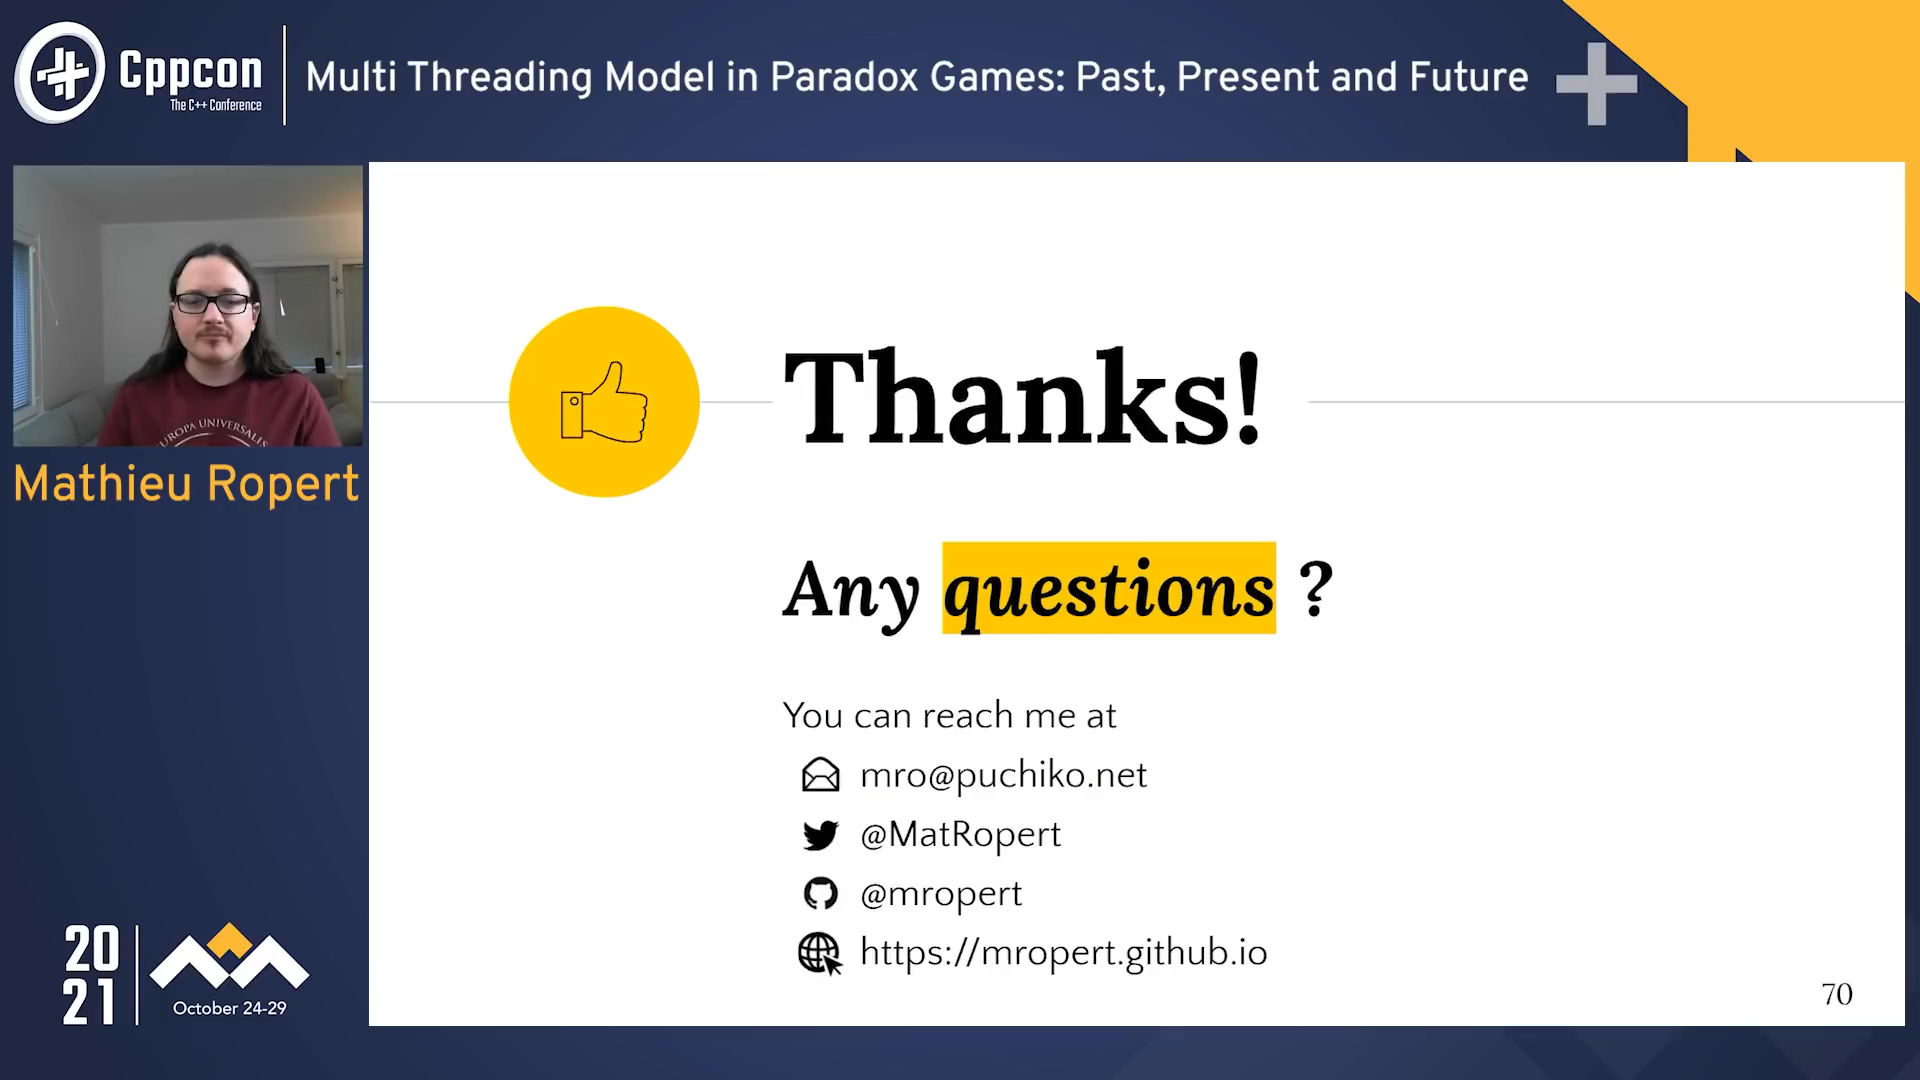 Cppcon
The C++ Conference
Multi Threading Model in Paradox Games: Past, Present and Future
UROPA UNIVERSALIS
Mathieu Ropert
Thanks!
Any questions ?
You can reach me at
mro@puchiko.net
@MatRopert
@mropert
https://mropert.github.io
70
20
21
October 24-29